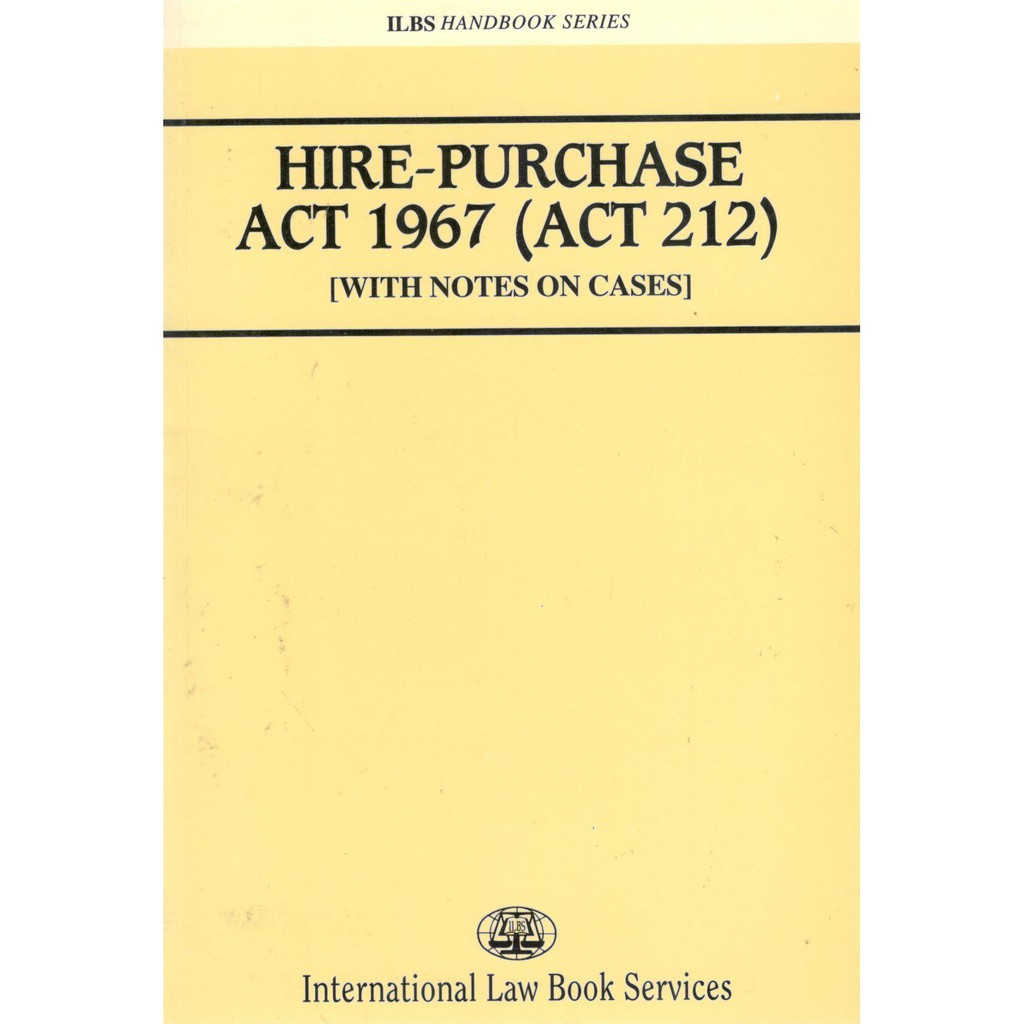 ILBS HANDBOOK SERIES
HIRE-PURCHASE
ACT 1967 (ACT 212)
[WITH NOTES ON CASES]
ILBS
International Law Book Services